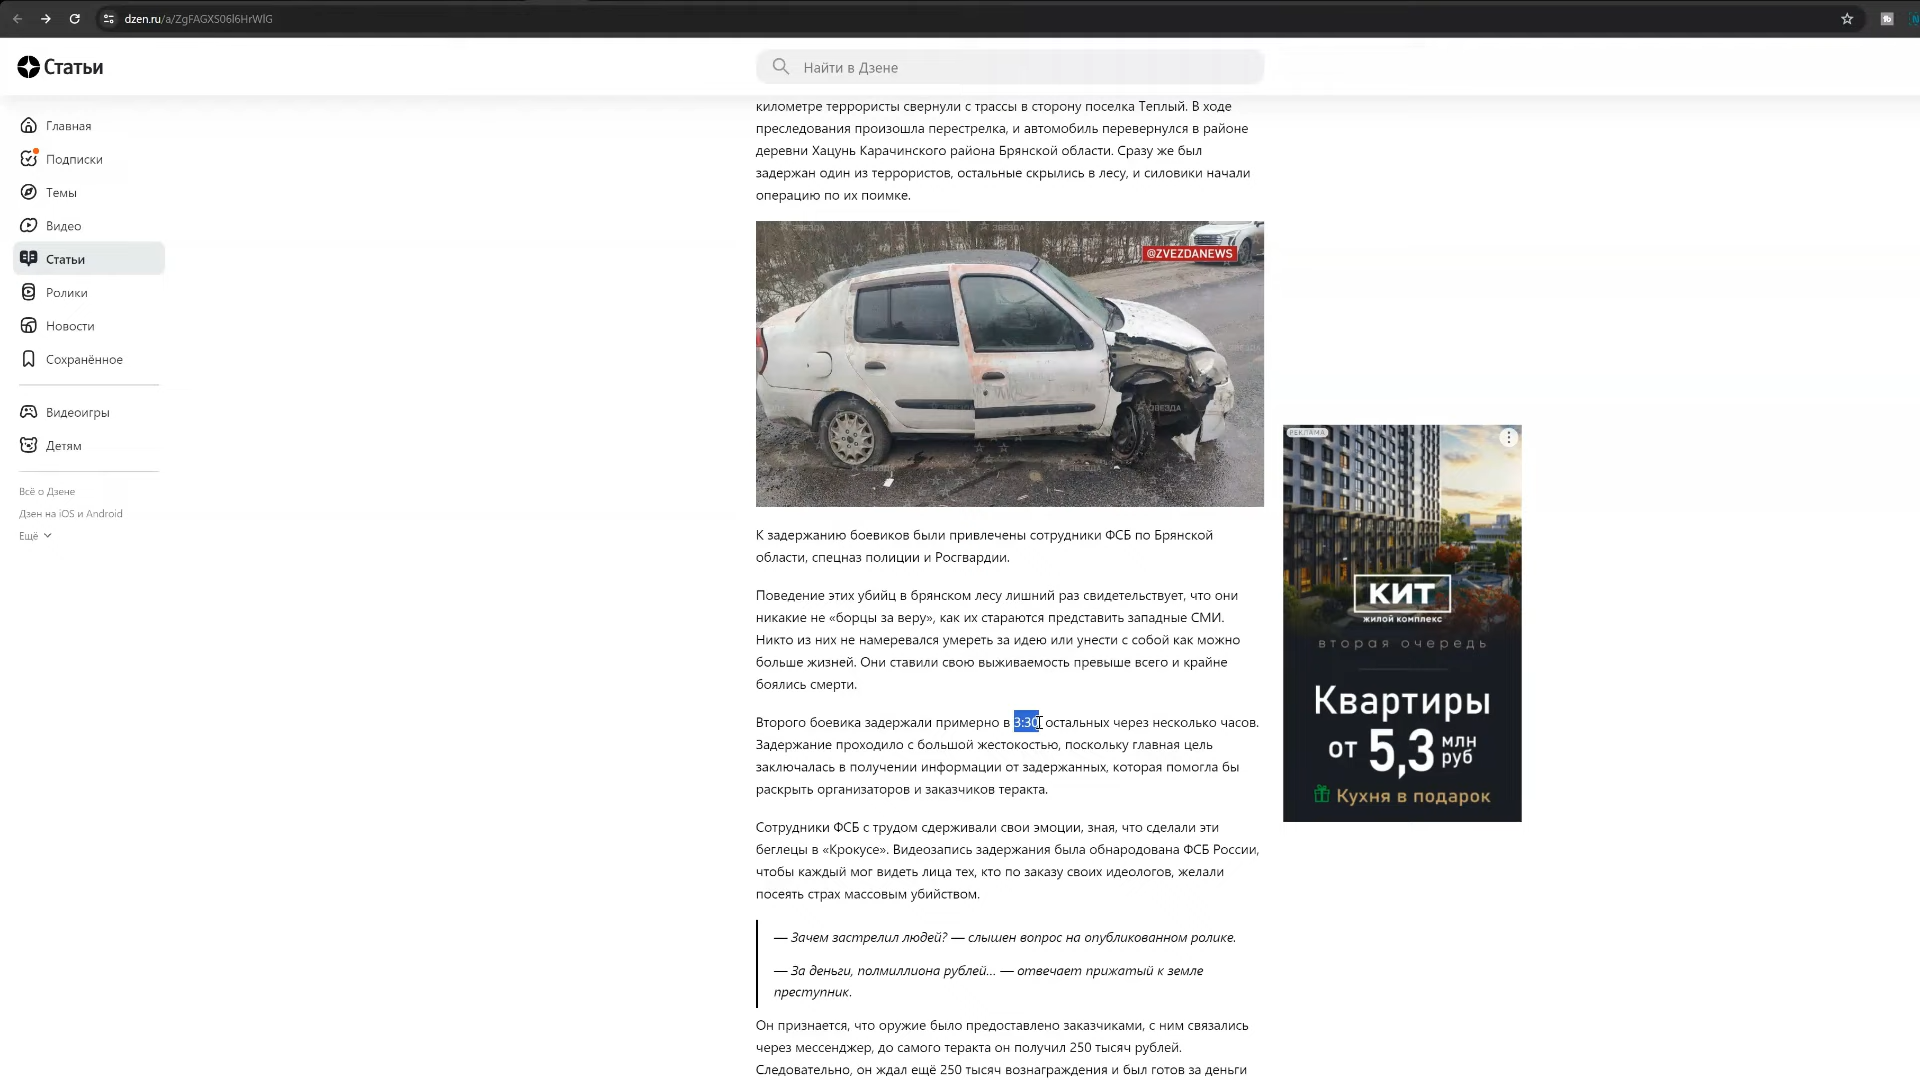 dzen.ru/a/ZgFAGXS06l6HrWlG
Статьи
Найти в Дзене
Главная
Подписки
Темы
Видео
Статьи
Ролики
Новости
Сохранённое
Видеоигры
Детям
Всё о Дзене
Дзен на iOS и Android
Ещё
километре террористы свернули с трассы в сторону поселка Теплый. В ходе
преследования произошла перестрелка, и автомобиль перевернулся в районе
деревни Хацунь Карачинского района Брянской области. Сразу же был
задержан один из террористов, остальные скрылись в лесу, и силовики начали
операцию по их поимке.
@ZVEZDANEWS
ЗВЕЗДА
К задержанию боевиков были привлечены сотрудники ФСБ по Брянской
области, спецназ полиции и Росгвардии.
Поведение этих убийц в брянском лесу лишний раз свидетельствует, что они
никакие не «борцы за веру», как их стараются представить западные СМИ.
Никто из них не намеревался умереть за идею или унести с собой как можно
больше жизней. Они ставили свою выживаемость превыше всего и крайне
боялись смерти.
Второго боевика задержали примерно в 3:30 остальных через несколько часов.
Задержание проходило с большой жестокостью, поскольку главная цель
заключалась в получении информации от задержанных, которая помогла бы
раскрыть организаторов и заказчиков теракта.
Сотрудники ФСБ с трудом сдерживали свои эмоции, зная, что сделали эти
беглецы в «Крокусе». Видеозапись задержания была обнародована ФСБ России,
чтобы каждый мог видеть лица тех, кто по заказу своих идеологов, желали
посеять страх массовым убийством.
— Зачем застрелил людей? — слышен вопрос на опубликованном ролике.
— За деньги, полмиллиона рублей... — отвечает прижатый к земле
преступник.
Он признается, что оружие было предоставлено заказчиками, с ним связались
через мессенджер, до самого теракта он получил 250 тысяч рублей.
Следовательно, он ждал ещё 250 тысяч вознаграждения и был готов за деньги
РЕКЛАМА
КИТ
ЖИЛОЙ КОМПЛЕКС
вторая очередь
Квартиры
от 5,3 млн руб
Кухня в подарок